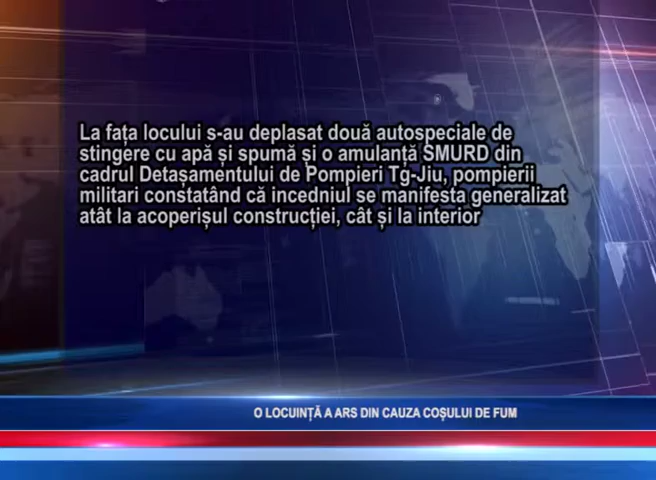 La fața locului s-au deplasat două autospeciale de
stingere cu apă și spumă și o amulanță SMURD din
cadrul Detașamentului de Pompieri Tg-Jiu, pompierii
militari constatând că incedniul se manifesta generalizat
atât la acoperișul construcției, cât și la interior
O LOCUINȚĂ A ARS DIN CAUZA COȘULUI DE FUM